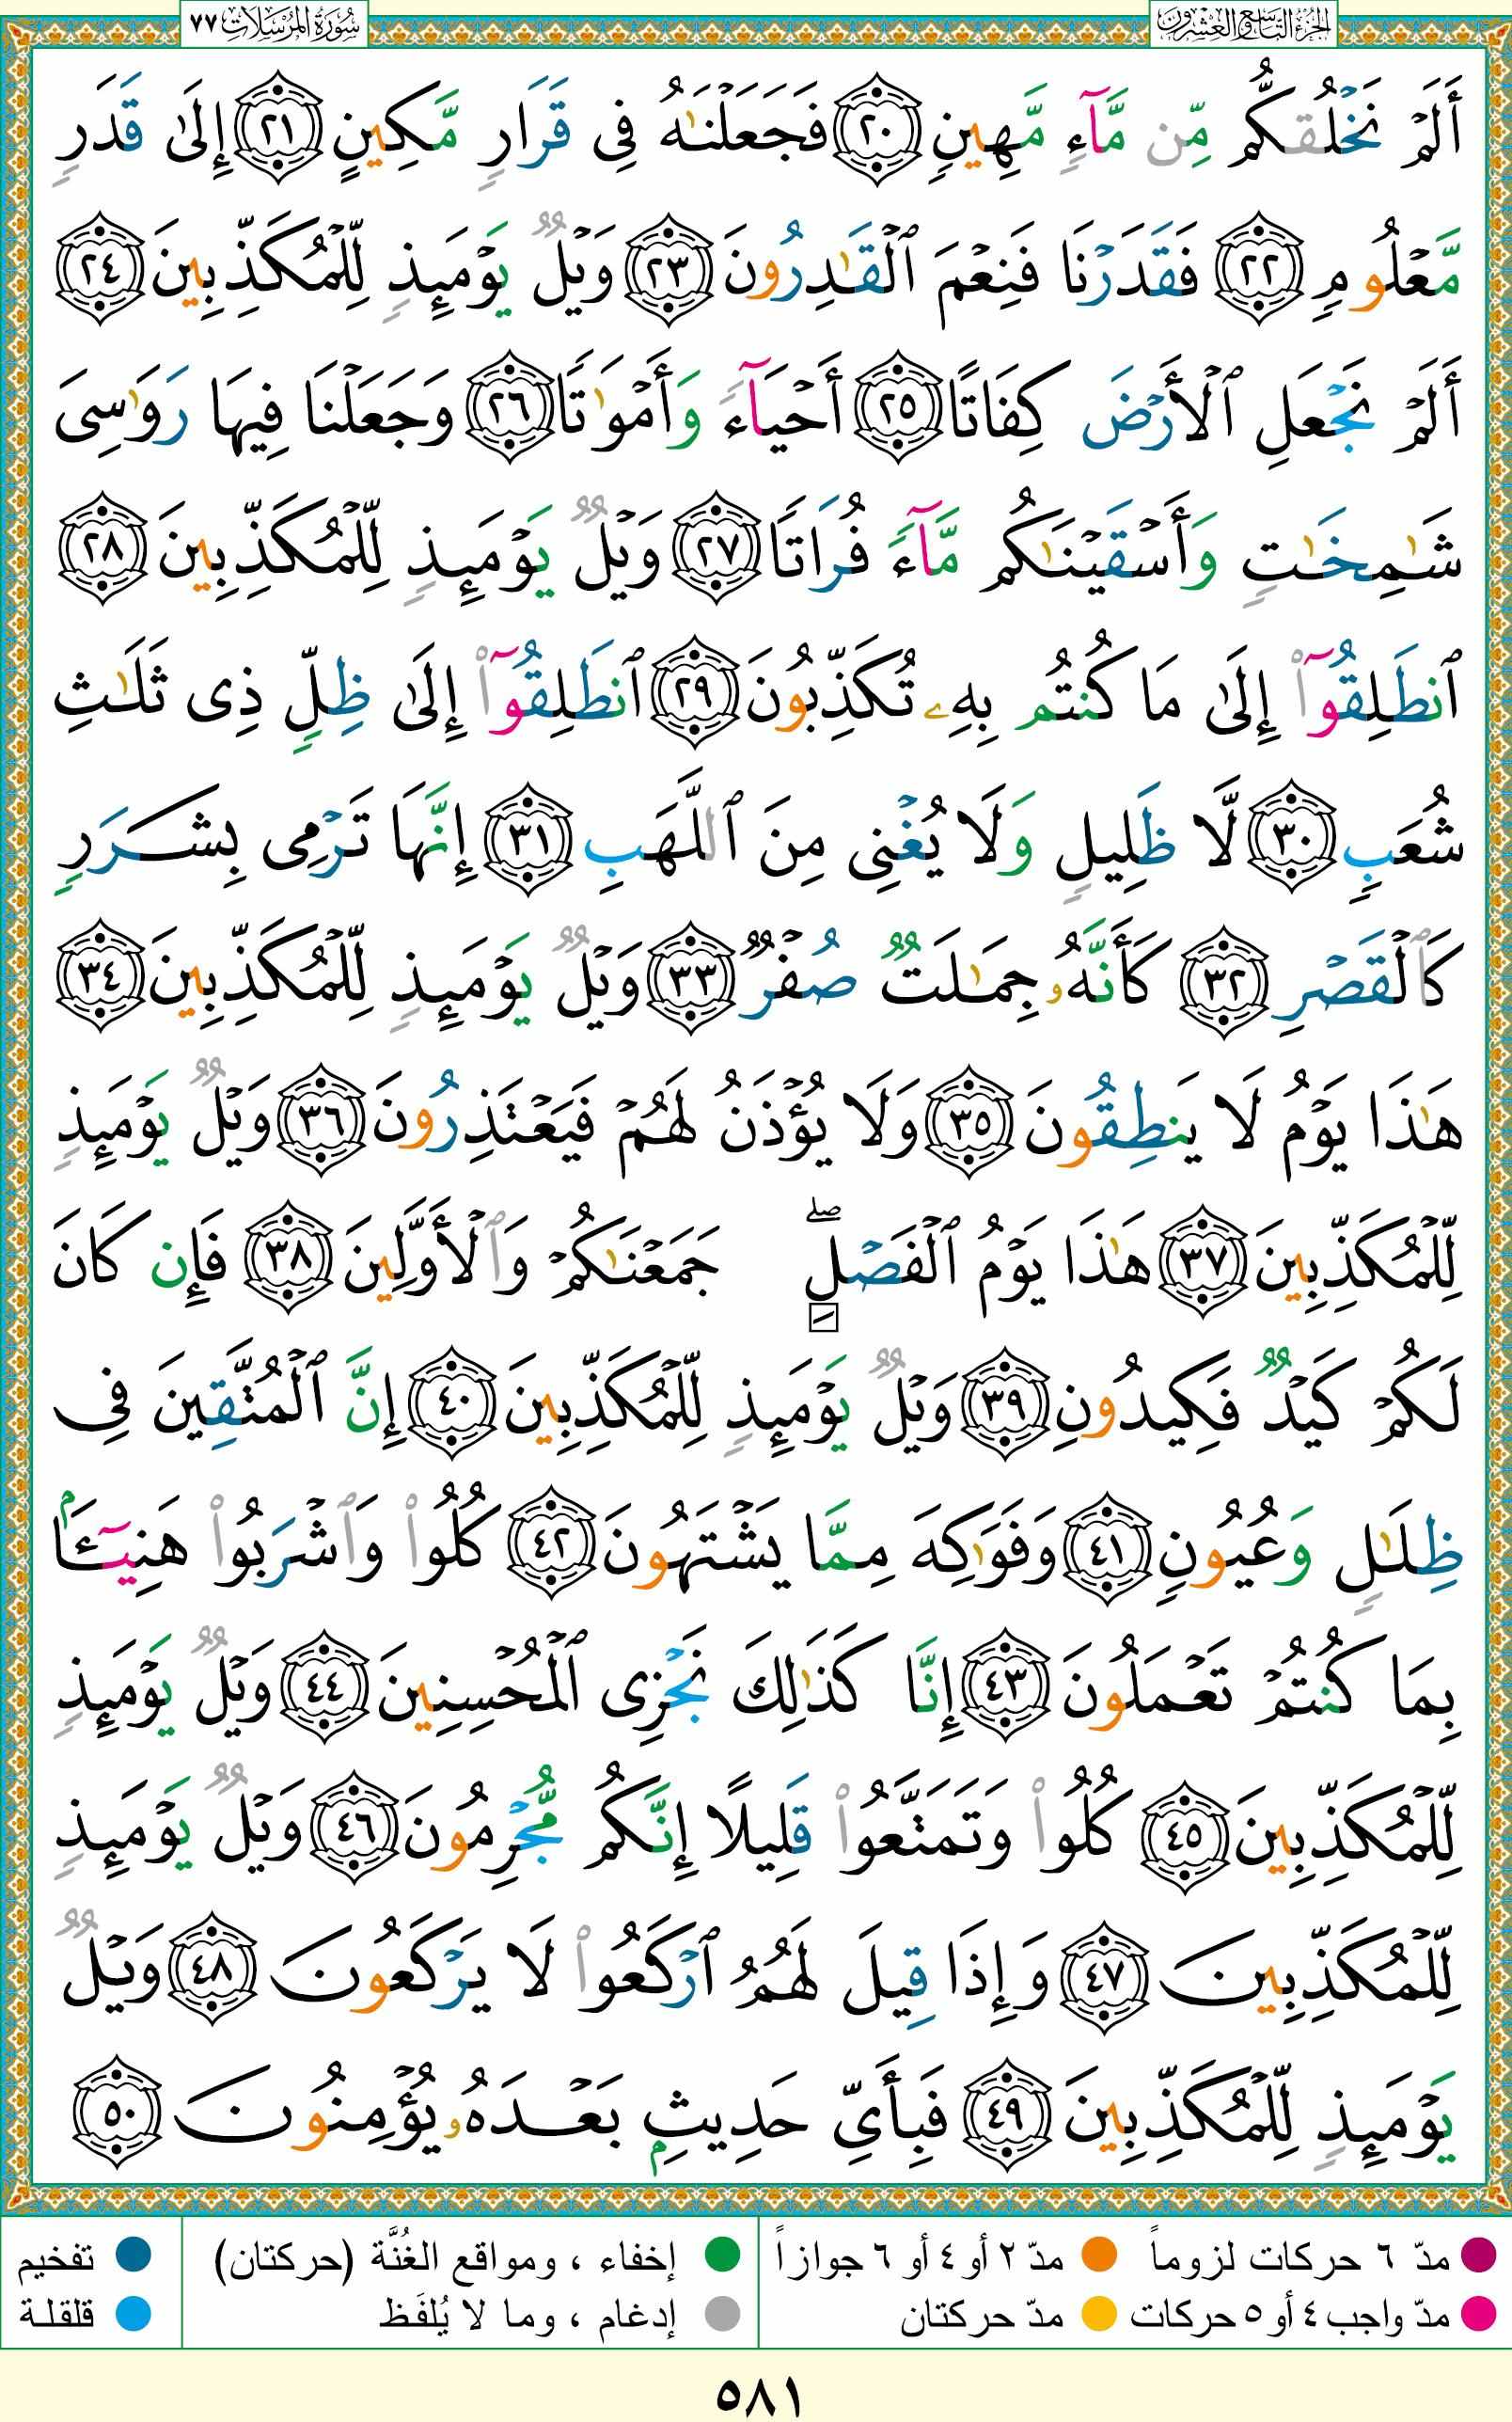 الجزء التاسع والعشرون
سورة المرسلات ٧٧
أَلَمْ نَخْلُقكُّم مِّن مَّآءٍ مَّهِينٍ ٢٠ فَجَعَلْنَٰهُ فِى قَرَارٍ مَّكِينٍ ٢١ إِلَىٰ قَدَرٍ
مَّعْلُومٍ ٢٢ فَقَدَرْنَا فَنِعْمَ ٱلْقَٰدِرُونَ ٢٣ وَيْلٌ يَوْمَئِذٍ لِّلْمُكَذِّبِينَ ٢٤
أَلَمْ نَجْعَلِ ٱلْأَرْضَ كِفَاتًا ٢٥ أَحْيَآءً وَأَمْوَٰتًا ٢٦ وَجَعَلْنَا فِيهَا رَوَٰسِىَ
شَٰمِخَٰتٍ وَأَسْقَيْنَٰكُم مَّآءً فُرَاتًا ٢٧ وَيْلٌ يَوْمَئِذٍ لِّلْمُكَذِّبِينَ ٢٨
ٱنطَلِقُوٓا۟ إِلَىٰ مَا كُنتُم بِهِۦ تُكَذِّبُونَ ٢٩ ٱنطَلِقُوٓا۟ إِلَىٰ ظِلٍّ ذِى ثَلَٰثِ
شُعَبٍ ٣٠ لَّا ظَلِيلٍ وَلَا يُغْنِى مِنَ ٱللَّهَبِ ٣١ إِنَّهَا تَرْمِى بِشَرَرٍ
كَٱلْقَصْرِ ٣٢ كَأَنَّهُۥ جِمَٰلَتٌ صُفْرٌ ٣٣ وَيْلٌ يَوْمَئِذٍ لِّلْمُكَذِّبِينَ ٣٤
هَٰذَا يَوْمُ لَا يَنطِقُونَ ٣٥ وَلَا يُؤْذَنُ لَهُمْ فَيَعْتَذِرُونَ ٣٦ وَيْلٌ يَوْمَئِذٍ
لِّلْمُكَذِّبِينَ ٣٧ هَٰذَا يَوْمُ ٱلْفَصْلِ ۖ جَمَعْنَٰكُمْ وَٱلْأَوَّلِينَ ٣٨ فَإِن كَانَ
لَكُمْ كَيْدٌ فَكِيدُونِ ٣٩ وَيْلٌ يَوْمَئِذٍ لِّلْمُكَذِّبِينَ ٤٠ إِنَّ ٱلْمُتَّقِينَ فِى
ظِلَٰلٍ وَعُيُونٍ ٤١ وَفَوَٰكِهَ مِمَّا يَشْتَهُونَ ٤٢ كُلُوا۟ وَٱشْرَبُوا۟ هَنِيٓـًٔۢا
بِمَا كُنتُمْ تَعْمَلُونَ ٤٣ إِنَّا كَذَٰلِكَ نَجْزِى ٱلْمُحْسِنِينَ ٤٤ وَيْلٌ يَوْمَئِذٍ
لِّلْمُكَذِّبِينَ ٤٥ كُلُوا۟ وَتَمَتَّعُوا۟ قَلِيلًا إِنَّكُم مُّجْرِمُونَ ٤٦ وَيْلٌ يَوْمَئِذٍ
لِّلْمُكَذِّبِينَ ٤٧ وَإِذَا قِيلَ لَهُمُ ٱرْكَعُوا۟ لَا يَرْكَعُونَ ٤٨ وَيْلٌ
يَوْمَئِذٍ لِّلْمُكَذِّبِينَ ٤٩ فَبِأَىِّ حَدِيثٍۭ بَعْدَهُۥ يُؤْمِنُونَ ٥٠
مدّ ٦ حركات لزوماً مدّ ٢ أو ٤ أو ٦ جوازاً إخفاء ، ومواقع الغُنَّة (حركتان) تفخيم
مدّ واجب ٤ أو ٥ حركات مدّ حركتان إدغام ، وما لا يُلفَظ قلقلة
٥٨١